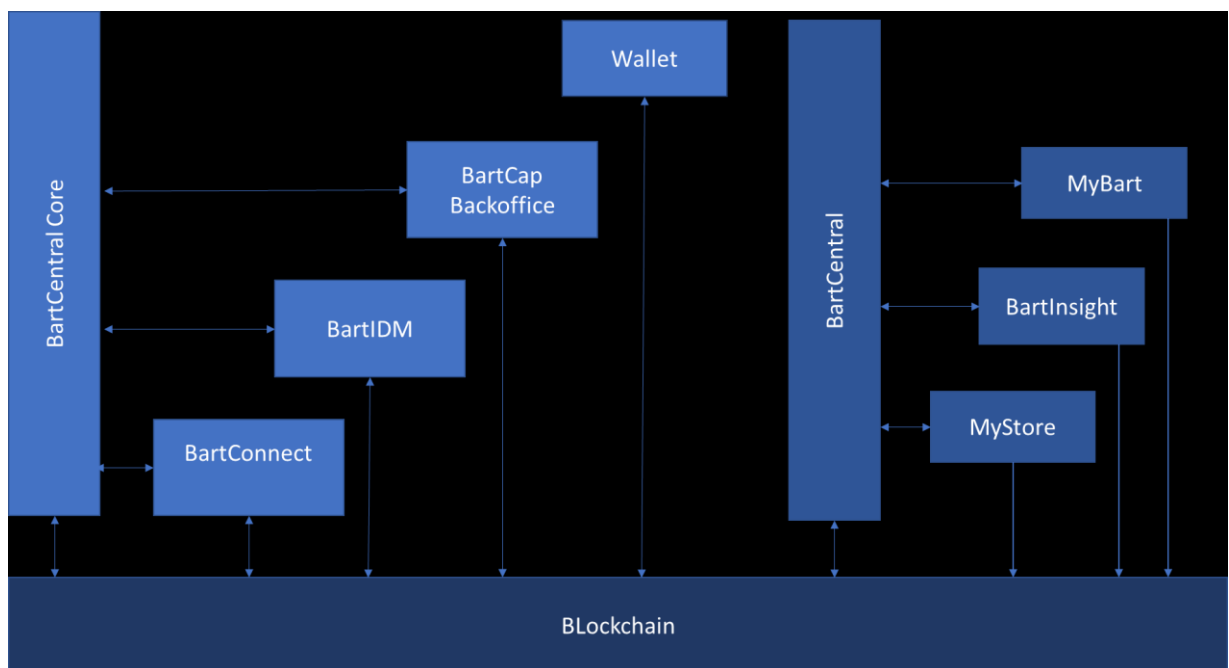 Wallet
BartCap
Backoffice
MyBart
BartCentral Core
BartCentral
BartInsight
BartIDM
MyStore
BartConnect
BLockchain